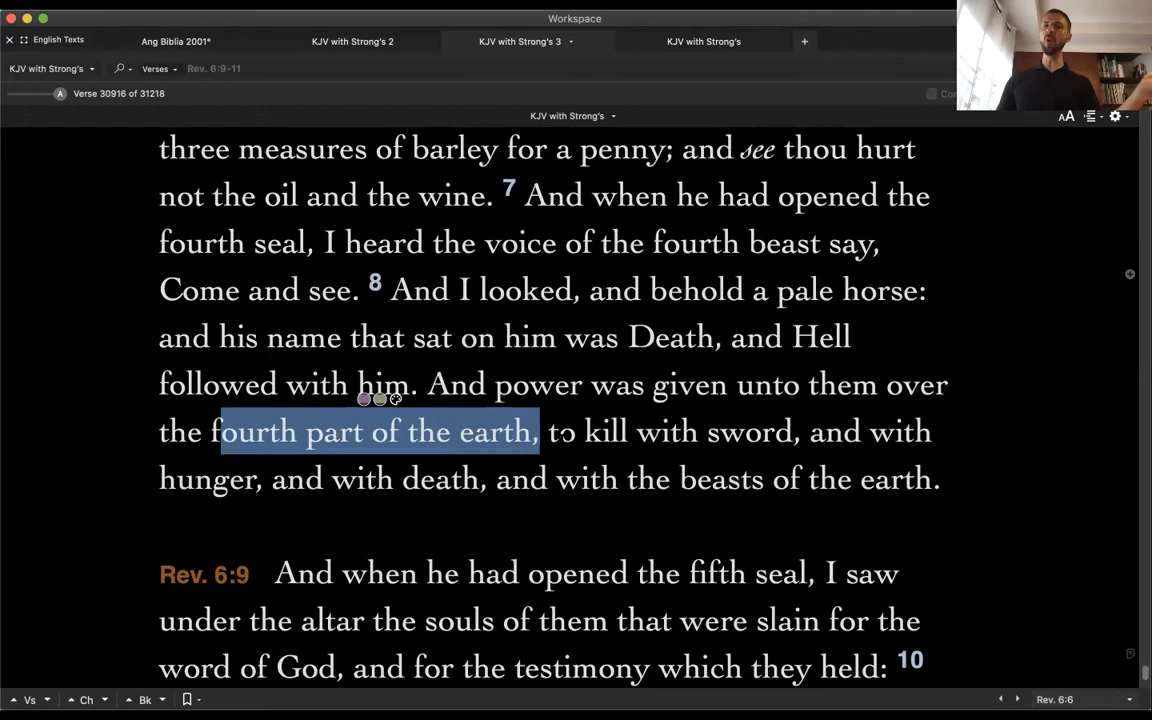 Workspace
English Texts
Ang Biblia 2001°
KJV with Strong's 2
KJV with Strong's 3
KJV with Strong's
KJV with Strong's
Verses
Rev. 6:9-11
A
Verse 30916 of 31218
KJV with Strong's
AA
three measures of barley for a penny; and see thou hurt
not the oil and the wine. 7 And when he had opened the
fourth seal, I heard the voice of the fourth beast say,
Come and see. 8 And I looked, and behold a pale horse:
and his name that sat on him was Death, and Hell
followed with him. And power was given unto them over
the fourth part of the earth, to kill with sword, and with
hunger, and with death, and with the beasts of the earth.
Rev. 6:9 And when he had opened the fifth seal, I saw
under the altar the souls of them that were slain for the
word of God, and for the testimony which they held: 10
Vs
Ch
Bk
Rev. 6:6